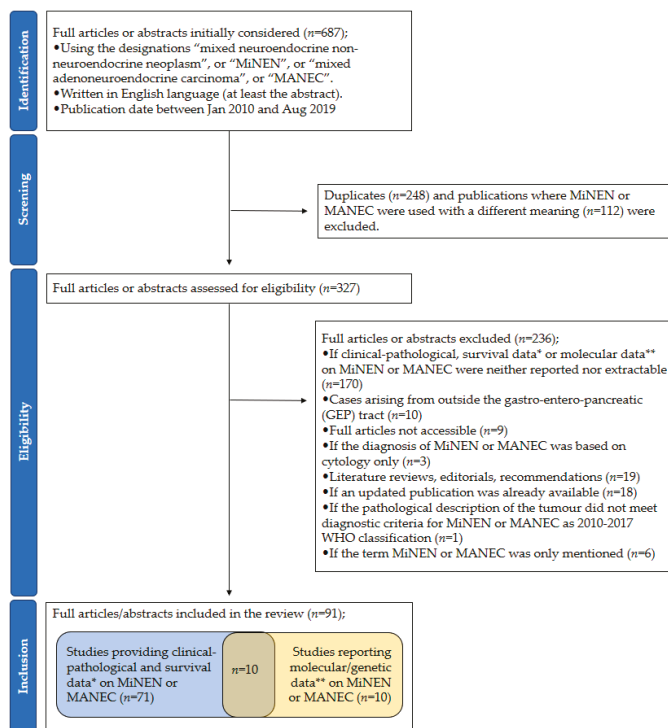 Identification
Full articles or abstracts initially considered (n=687);
•Using the designations “mixed neuroendocrine non-
neuroendocrine neoplasm”, or “MiNEN”, or “mixed
adenoneuroendocrine carcinoma”, or “MANEC”.
•Written in English language (at least the abstract).
•Publication date between Jan 2010 and Aug 2019
Screening
Duplicates (n=248) and publications where MiNEN or
MANEC were used with a different meaning (n=112) were
excluded.
Eligibility
Full articles or abstracts assessed for eligibility (n=327)
Full articles or abstracts excluded (n=236);
•If clinical-pathological, survival data* or molecular data**
on MiNEN or MANEC were neither reported nor extractable
(n=170)
•Cases arising from outside the gastro-entero-pancreatic
(GEP) tract (n=10)
•Full articles not accessible (n=9)
•If the diagnosis of MiNEN or MANEC was based on
cytology only (n=3)
•Literature reviews, editorials, recommendations (n=19)
•If an updated publication was already available (n=18)
•If the pathological description of the tumour did not meet
diagnostic criteria for MiNEN or MANEC as 2010-2017
WHO classification (n=1)
•If the term MiNEN or MANEC was only mentioned (n=6)
Inclusion
Full articles/abstracts included in the review (n=91);
Studies providing clinical-
pathological and survival
data* on MiNEN or
MANEC (n=71)
n=10
Studies reporting
molecular/genetic
data** on MiNEN
or MANEC (n=10)